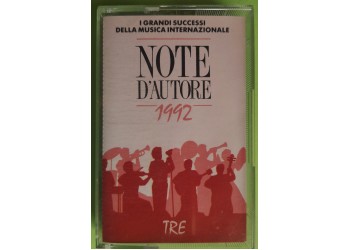 I GRANDI SUCCESSI
DELLA MUSICA INTERNAZIONALE
NOTE
D'AUTORE
1992
TRE